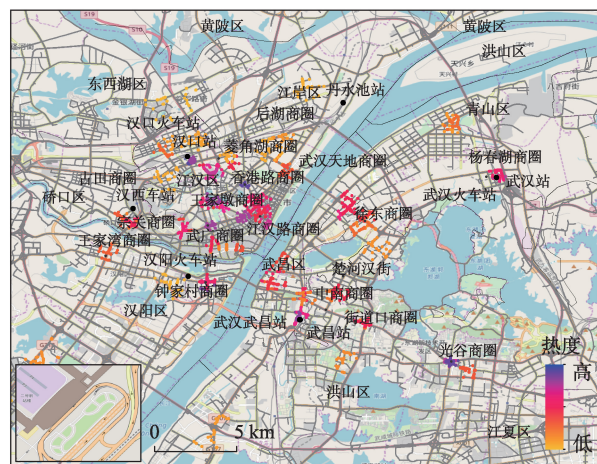 黄陂区
黄陂区
S19
S10
洪山区
天兴乡
东西湖区
S19
江岸区
丹水池站
后湖商圈
青山区
汉口火车站
汉口站
菱角湖商圈
武汉天地商圈
杨春湖商圈
古田商圈
江汉区
香港路商圈
武汉站
硚口区
汉西车站
王家墩商圈
武汉火车站
宗关商圈
徐东商圈
王家湾商圈
武广商圈
江汉路商圈
汉阳火车站
武昌区
楚河汉街
钟家村商圈
中南商圈
汉阳区
武汉武昌站
武昌站
街道口商圈
光谷商圈
热度
高
洪山区
低
0
5 km
江夏区